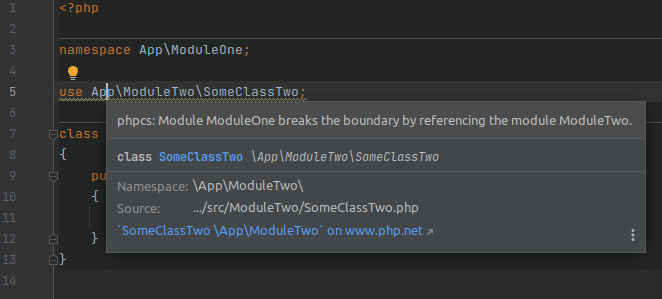 1 <?php
2
3 namespace App\ModuleOne;
4
5 use App\ModuleTwo\SomeClassTwo;
6
phpcs: Module ModuleOne breaks the boundary by referencing the module ModuleTwo.
7 class
class SomeClassTwo \App\ModuleTwo\SomeClassTwo
8 {
9 pu
Namespace: \App\ModuleTwo\
10 {
Source: .../src/ModuleTwo/SomeClassTwo.php
11
`SomeClassTwo \App\ModuleTwo` on www.php.net
12 }
13 }
14